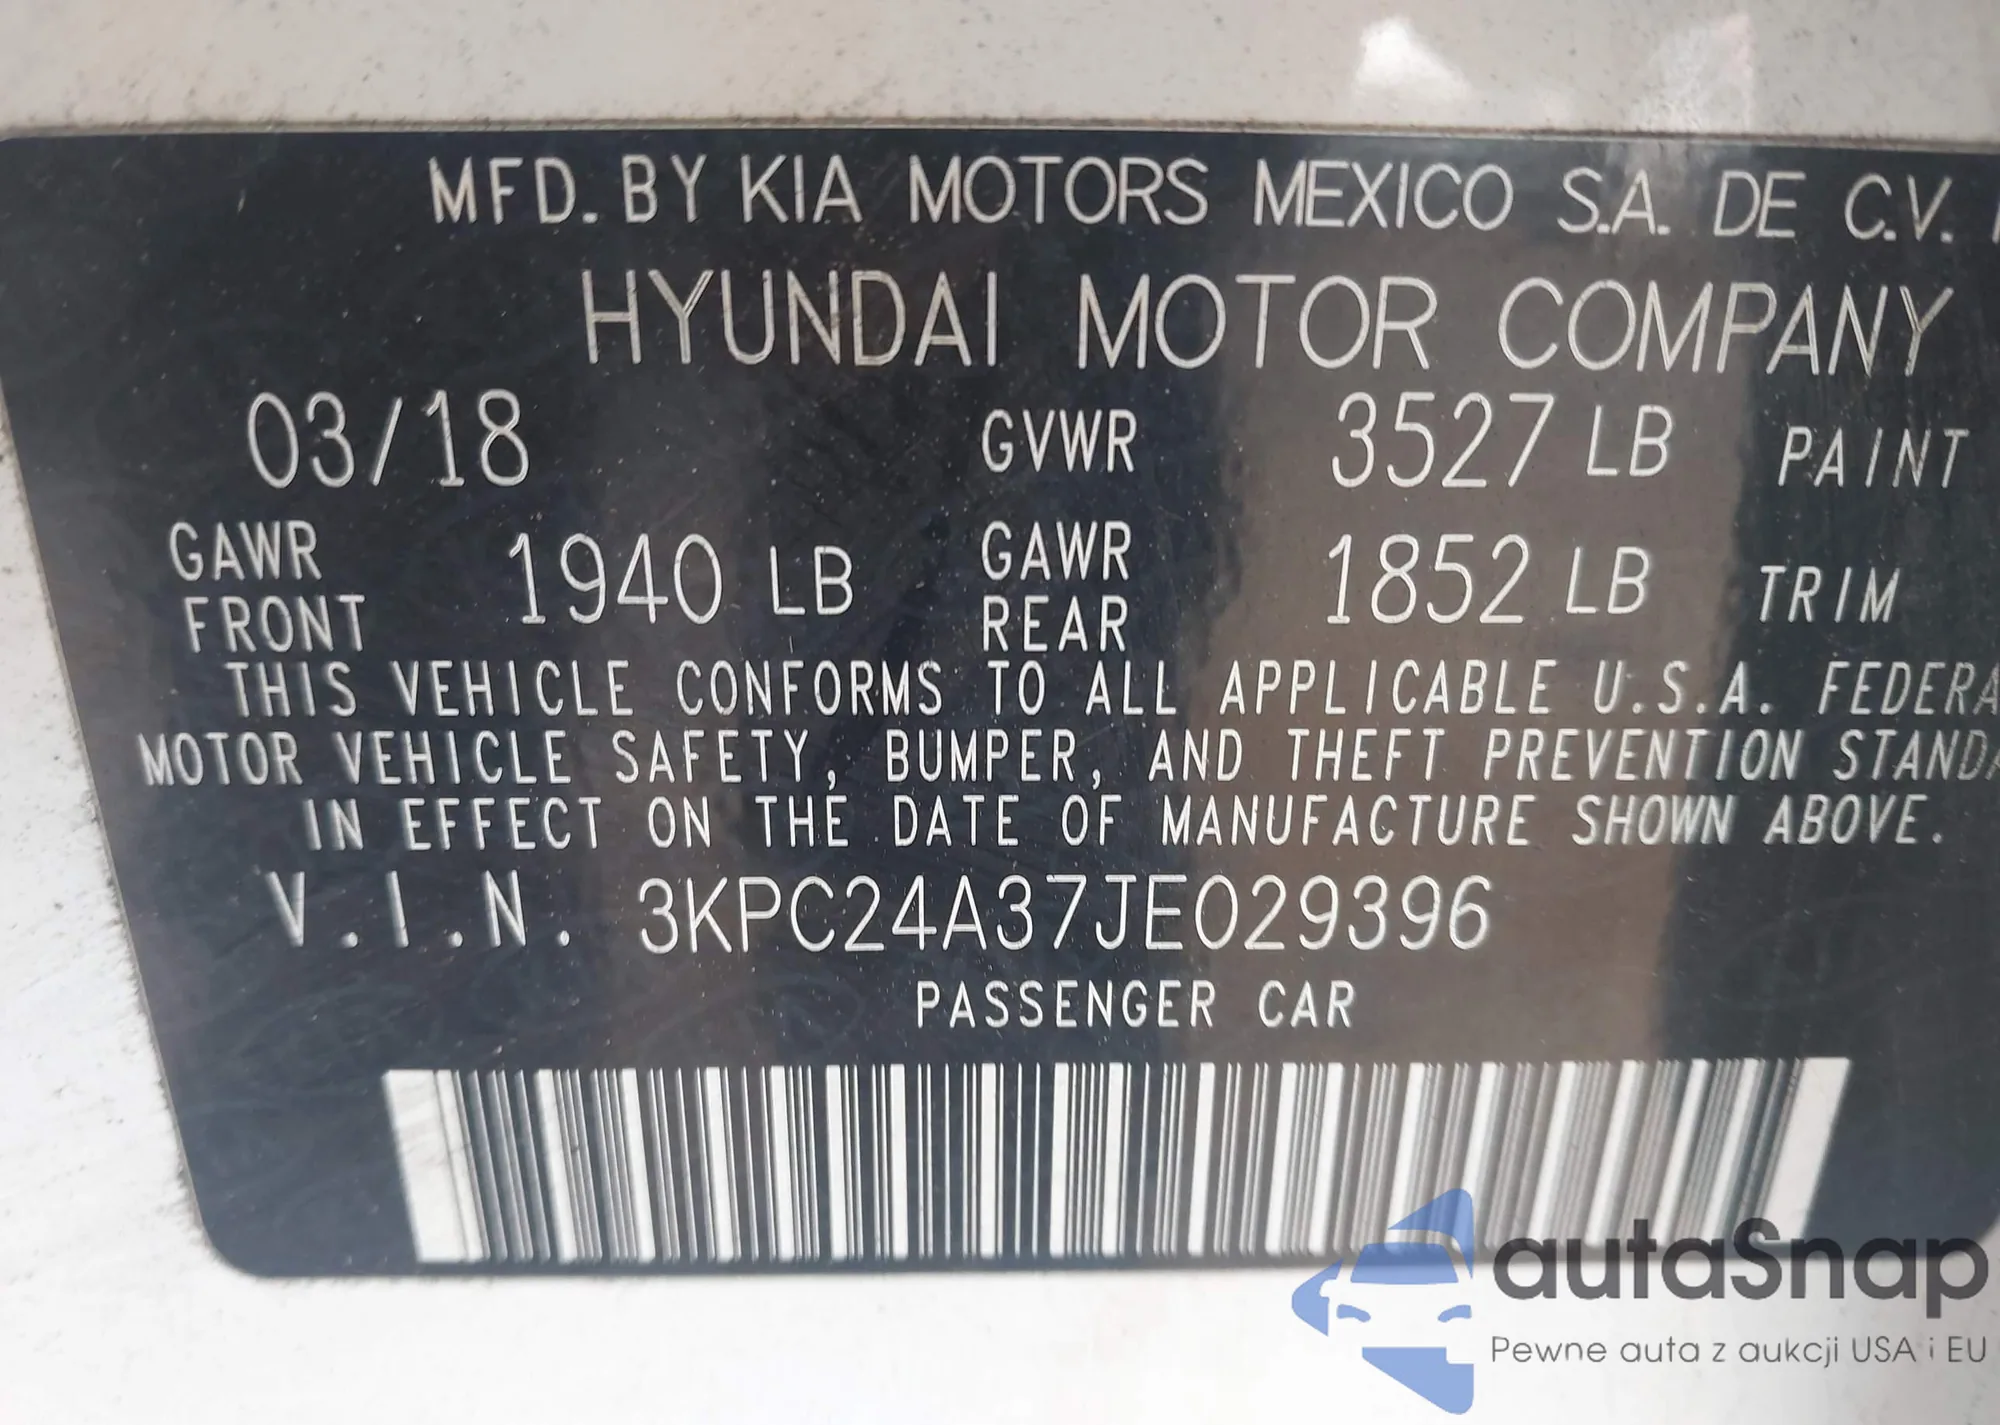 MFD. BY KIA MOTORS MEXICO S.A. DE C.V.
HYUNDAI MOTOR COMPANY
03/18 GVWR 3527 LB PAINT
GAWR FRONT 1940 LB GAWR REAR 1852 LB TRIM
THIS VEHICLE CONFORMS TO ALL APPLICABLE U.S.A. FEDERA
MOTOR VEHICLE SAFETY, BUMPER, AND THEFT PREVENTION STANDA
IN EFFECT ON THE DATE OF MANUFACTURE SHOWN ABOVE.
V.I.N. 3KPC24A37JE029396
PASSENGER CAR
autaSnap
Pewne auta z aukcji USA i EU